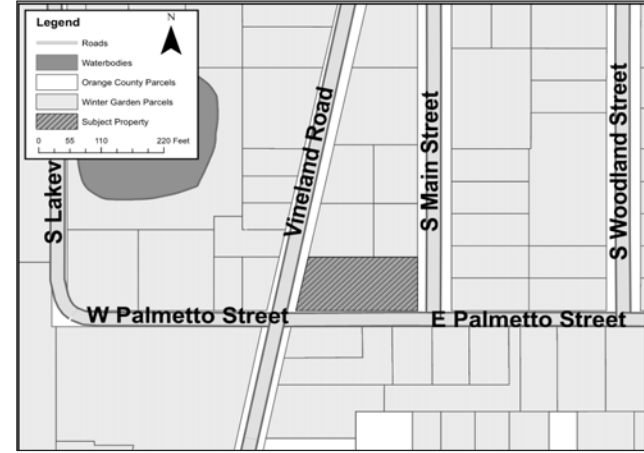 Legend
N
Roads
Waterbodies
Orange County Parcels
Winter Garden Parcels
Subject Property
0 55 110 220 Feet
S Lakev
Vineland Road
S Main Street
S Woodland Street
W Palmetto Street
E Palmetto Street